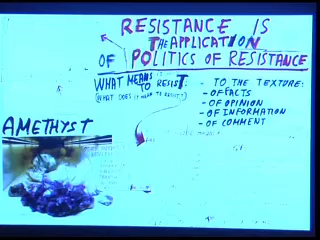 RESISTANCE IS
THE APPLICATION
OF POLITICS OF RESISTANCE
WHAT MEANS TO RESIST:
(WHAT DOES IT MEAN TO RESIST?)
- TO THE TEXTURE:
- OF FACTS
- OF OPINION
- OF INFORMATION
- OF COMMENT
AMETHYST